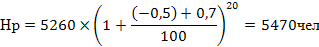 Нр = 5260 × (1 + ((−0,5) + 0,7)/100)^20 = 5470чел